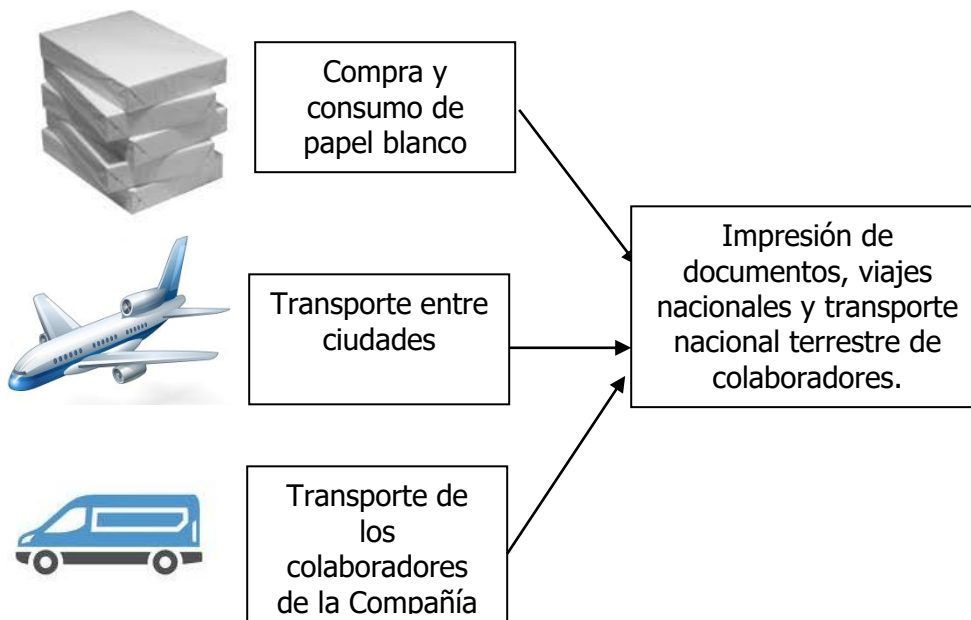 Compra y
consumo de
papel blanco
Transporte entre
ciudades
Transporte de
los
colaboradores
de la Compañía
Impresión de
documentos, viajes
nacionales y transporte
nacional terrestre de
colaboradores.